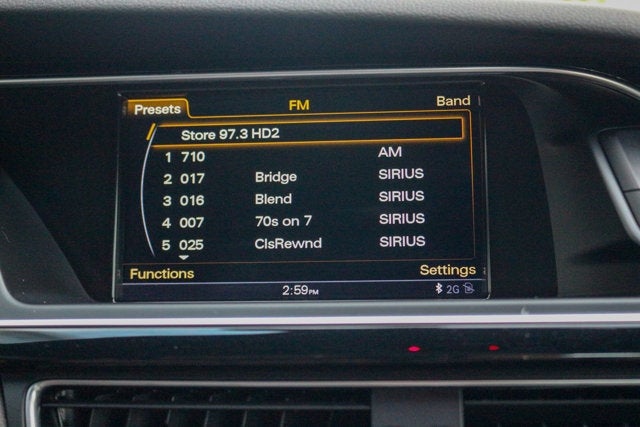 Presets FM Band
Store 97.3 HD2
1 710 AM
2 017 Bridge SIRIUS
3 016 Blend SIRIUS
4 007 70s on 7 SIRIUS
5 025 ClsRewnd SIRIUS
Functions Settings
2:59PM 2G